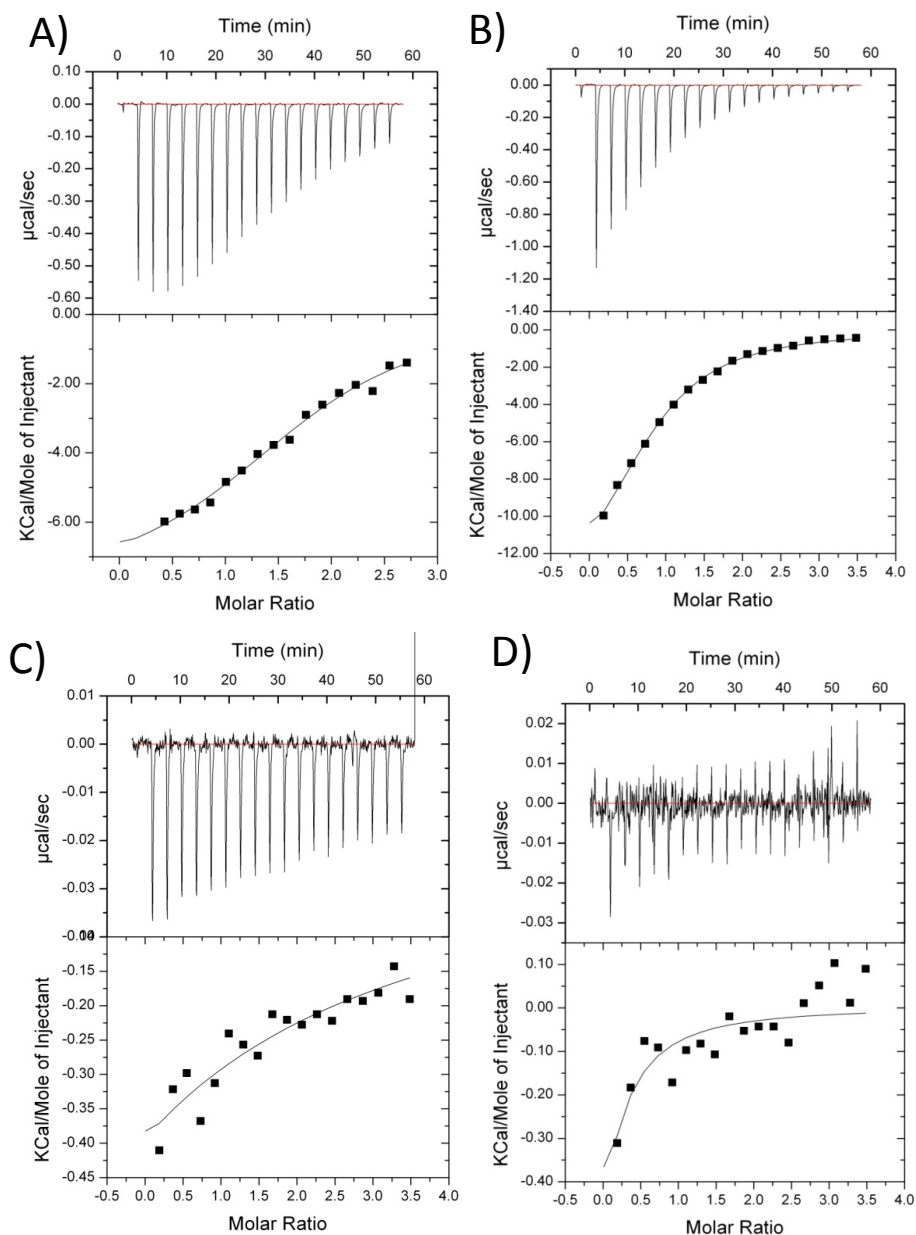 A)
Time (min)
0 10 20 30 40 50 60
0.10
0.00
-0.10
-0.20
-0.30
-0.40
-0.50
-0.60
µcal/sec
0.00
-2.00
-4.00
-6.00
KCal/Mole of Injectant
0.0 0.5 1.0 1.5 2.0 2.5 3.0
Molar Ratio
B)
Time (min)
0 10 20 30 40 50 60
0.00
-0.20
-0.40
-0.60
-0.80
-1.00
-1.20
-1.40
µcal/sec
0.00
-2.00
-4.00
-6.00
-8.00
-10.00
-12.00
KCal/Mole of Injectant
-0.5 0.0 0.5 1.0 1.5 2.0 2.5 3.0 3.5 4.0
Molar Ratio
C)
Time (min)
0 10 20 30 40 50 60
0.01
0.00
-0.01
-0.02
-0.03
µcal/sec
-0.15
-0.20
-0.25
-0.30
-0.35
-0.40
-0.45
KCal/Mole of Injectant
0.0 0.5 1.0 1.5 2.0 2.5 3.0 3.5 4.0
Molar Ratio
D)
Time (min)
0 10 20 30 40 50 60
0.02
0.01
0.00
-0.01
-0.02
-0.03
µcal/sec
0.10
0.00
-0.10
-0.20
-0.30
-0.40
KCal/Mole of Injectant
-0.5 0.0 0.5 1.0 1.5 2.0 2.5 3.0 3.5 4.0
Molar Ratio